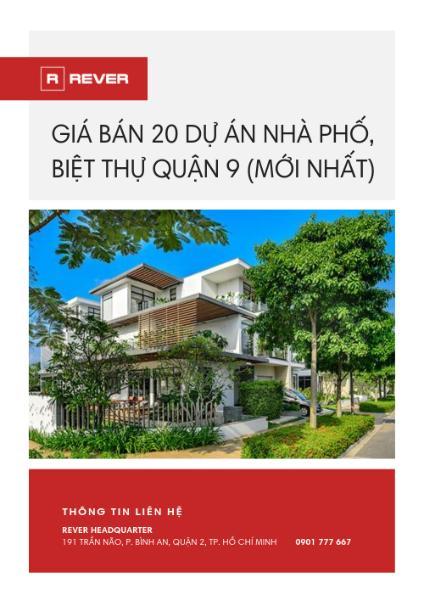 R REVER
GIÁ BÁN 20 DỰ ÁN NHÀ PHỐ,
BIỆT THỰ QUẬN 9 (MỚI NHẤT)
THÔNG TIN LIÊN HỆ
REVER HEADQUARTER
191 TRẦN NÃO, P. BÌNH AN, QUẬN 2, TP. HỒ CHÍ MINH 0901 777 667